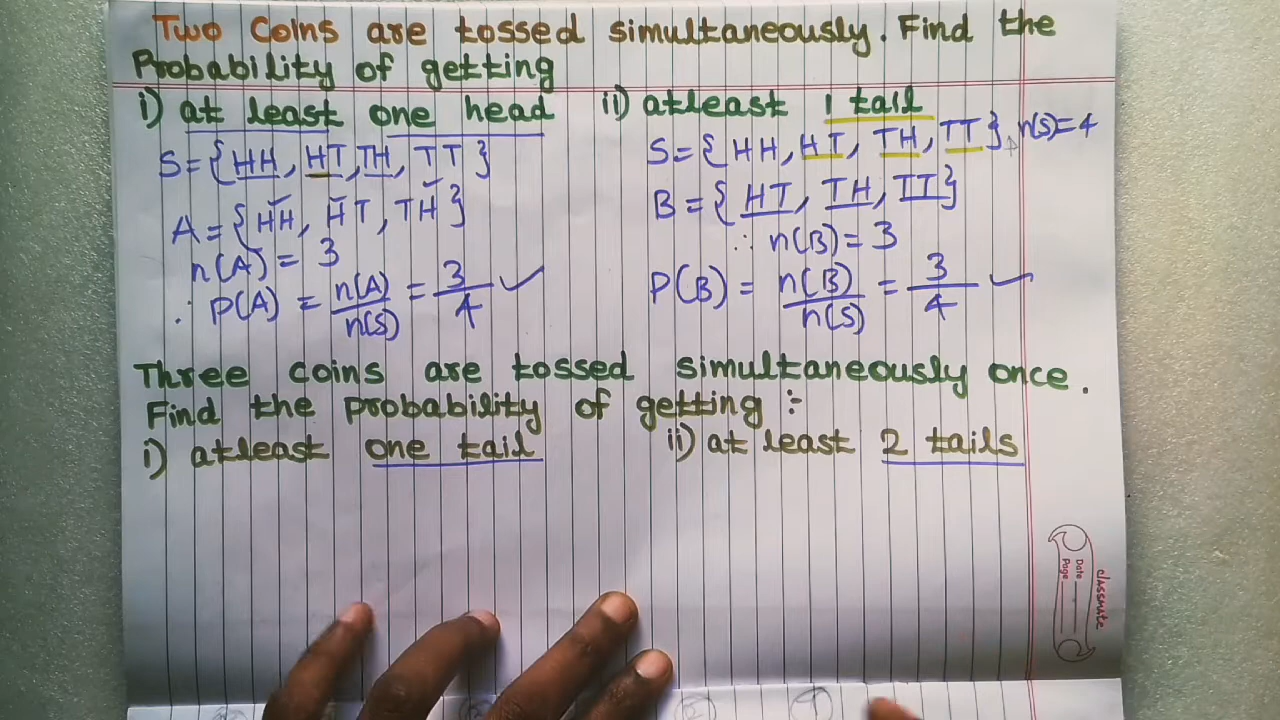 Two Coins are tossed simultaneously. Find the
Probability of getting
i) at least one head
S = {HH, HT, TH, TT}
A = {HH, HT, TH}
n(A) = 3
∴ P(A) = n(A)/n(S) = 3/4 ✓
ii) atleast 1 tail
S = {HH, HT, TH, TT} n(S)=4
B = {HT, TH, TT}
∴ n(B) = 3
P(B) = n(B)/n(S) = 3/4 ✓
Three coins are tossed simultaneously once.
Find the probability of getting :-
i) atleast one tail
ii) at least 2 tails
classmate
Date
Page